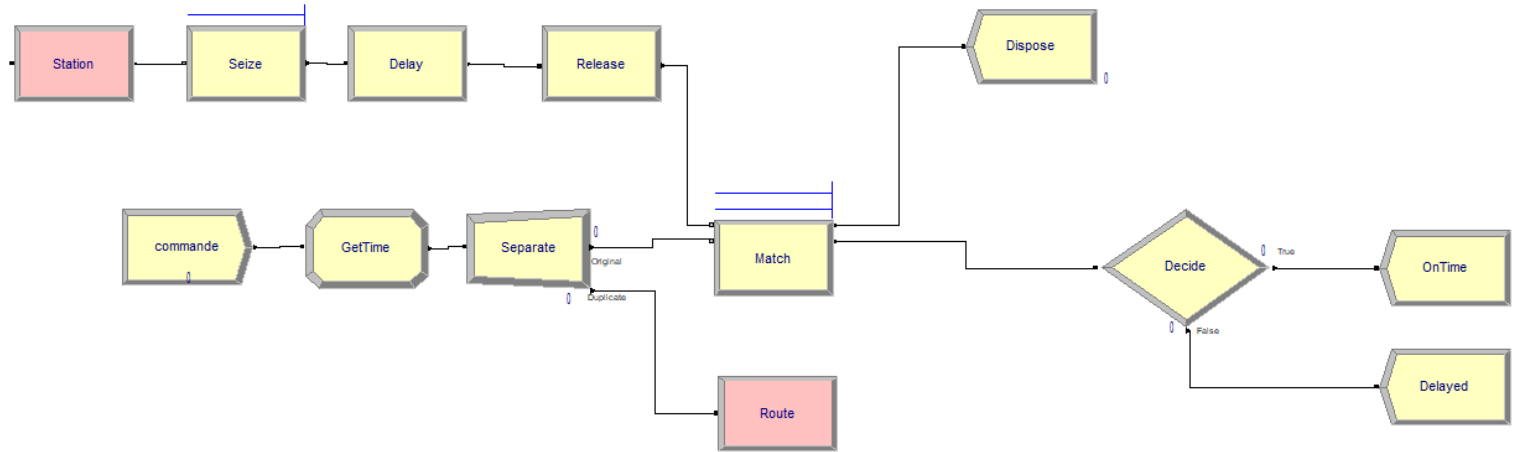 Station
Seize
Delay
Release
Dispose
0
commande
0
GetTime
Separate
0
Original
0
Duplicate
Match
Decide
0
True
0
False
OnTime
Delayed
Route